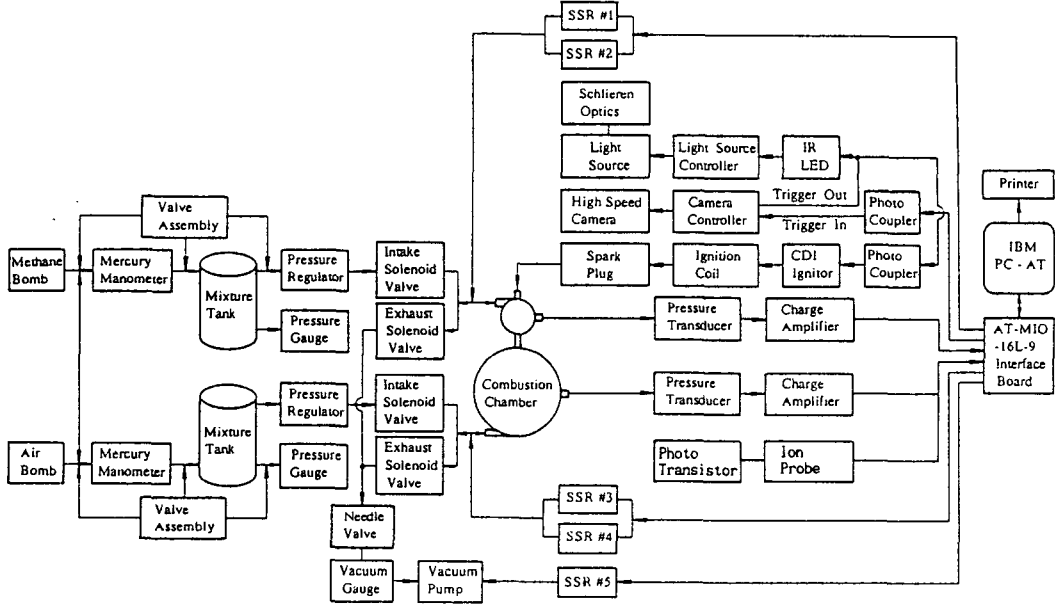 SSR #1
SSR #2
Schlieren
Optics
Light
Source
Light Source
Controller
IR
LED
Trigger Out
High Speed
Camera
Camera
Controller
Trigger In
Photo
Coupler
Spark
Plug
Ignition
Coil
CDI
Ignitor
Photo
Coupler
Printer
IBM
PC - AT
AT-MIO
-16L-9
Interface
Board
Valve
Assembly
Methane
Bomb
Mercury
Manometer
Mixture
Tank
Pressure
Regulator
Pressure
Gauge
Intake
Solenoid
Valve
Exhaust
Solenoid
Valve
Pressure
Transducer
Charge
Amplifier
Combustion
Chamber
Pressure
Transducer
Charge
Amplifier
Photo
Transistor
Ion
Probe
Air
Bomb
Mercury
Manometer
Mixture
Tank
Pressure
Regulator
Pressure
Gauge
Intake
Solenoid
Valve
Exhaust
Solenoid
Valve
Valve
Assembly
Needle
Valve
Vacuum
Gauge
Vacuum
Pump
SSR #3
SSR #4
SSR #5